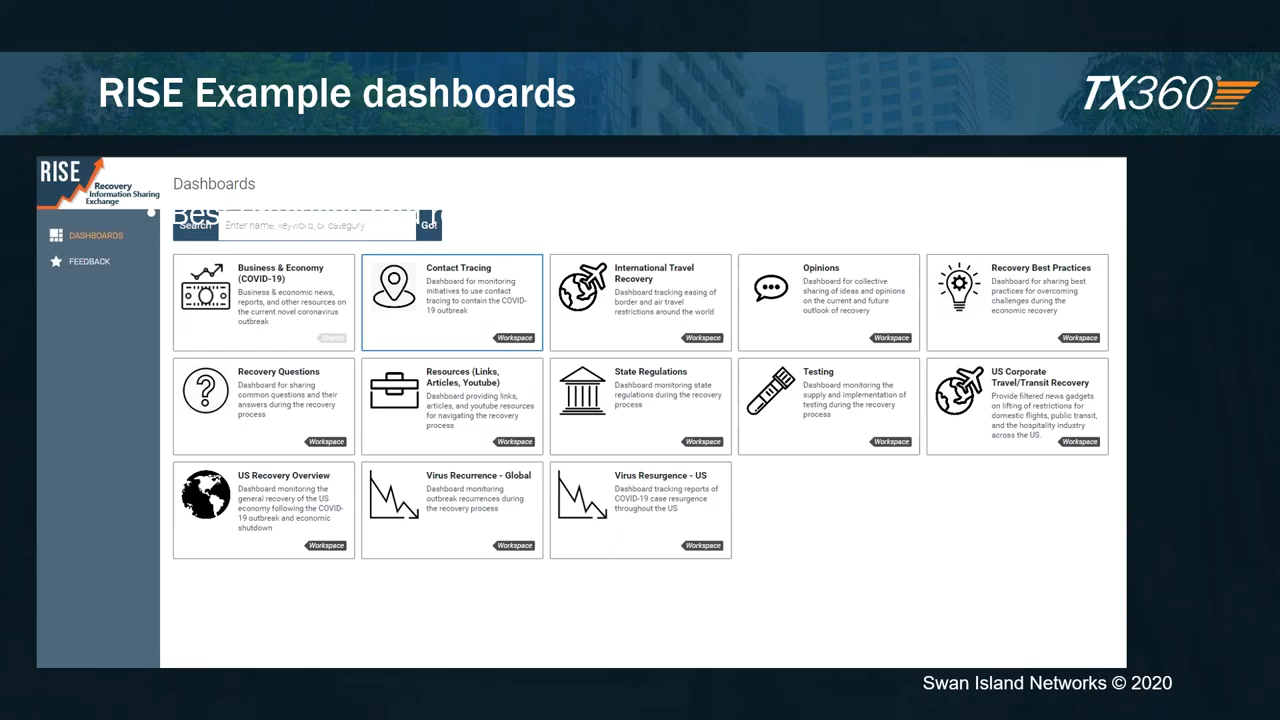 RISE Example dashboards
TX360
RISE
Recovery
Information Sharing
Exchange
Dashboards
Search
Enter name, keyword, or category
Go!
DASHBOARDS
FEEDBACK
Business & Economy
(COVID-19)
Business & economic news,
reports, and other resources on
the current novel coronavirus
outbreak
Shared
Contact Tracing
Dashboard for monitoring
initiatives to use contact
tracing to contain the COVID-
19 outbreak
Workspace
International Travel
Recovery
Dashboard tracking easing of
border and air travel
restrictions around the world
Workspace
Opinions
Dashboard for collective
sharing of ideas and opinions
on the current and future
outlook of recovery
Workspace
Recovery Best Practices
Dashboard for sharing best
practices for overcoming
challenges during the
economic recovery
Workspace
Recovery Questions
Dashboard for sharing
common questions and their
answers during the recovery
process
Workspace
Resources (Links,
Articles, Youtube)
Dashboard providing links,
articles, and youtube resources
for navigating the recovery
process
Workspace
State Regulations
Dashboard monitoring state
regulations during the recovery
process
Workspace
Testing
Dashboard monitoring the
supply and implementation of
testing during the recovery
process
Workspace
US Corporate
Travel/Transit Recovery
Provide filtered news gadgets
on lifting of restrictions for
domestic flights, public transit,
and the hospitality industry
across the US.
Workspace
US Recovery Overview
Dashboard monitoring the
general recovery of the US
economy following the COVID-
19 outbreak and economic
shutdown
Workspace
Virus Recurrence - Global
Dashboard monitoring
outbreak recurrences during
the recovery process
Workspace
Virus Resurgence - US
Dashboard tracking reports of
COVID-19 case resurgence
throughout the US
Workspace
Swan Island Networks © 2020